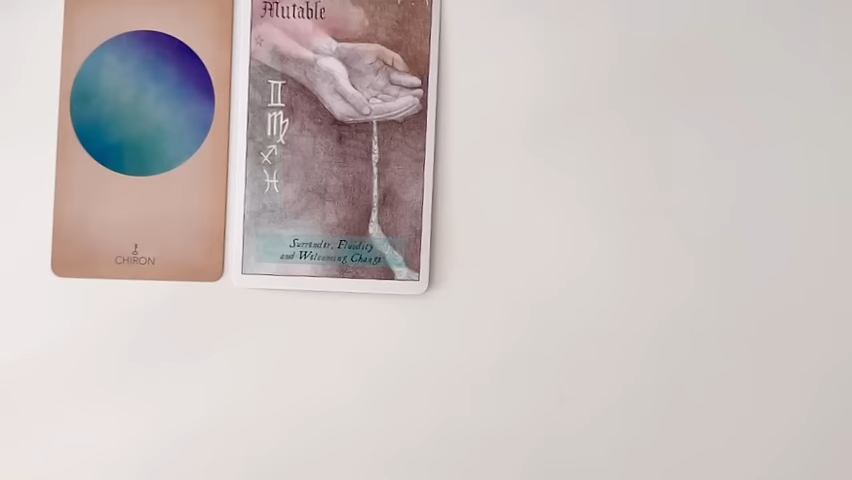 Mutable
♊
♍
♐
♓
Surrender, Fluidity
and Welcoming Change
⚷
CHIRON